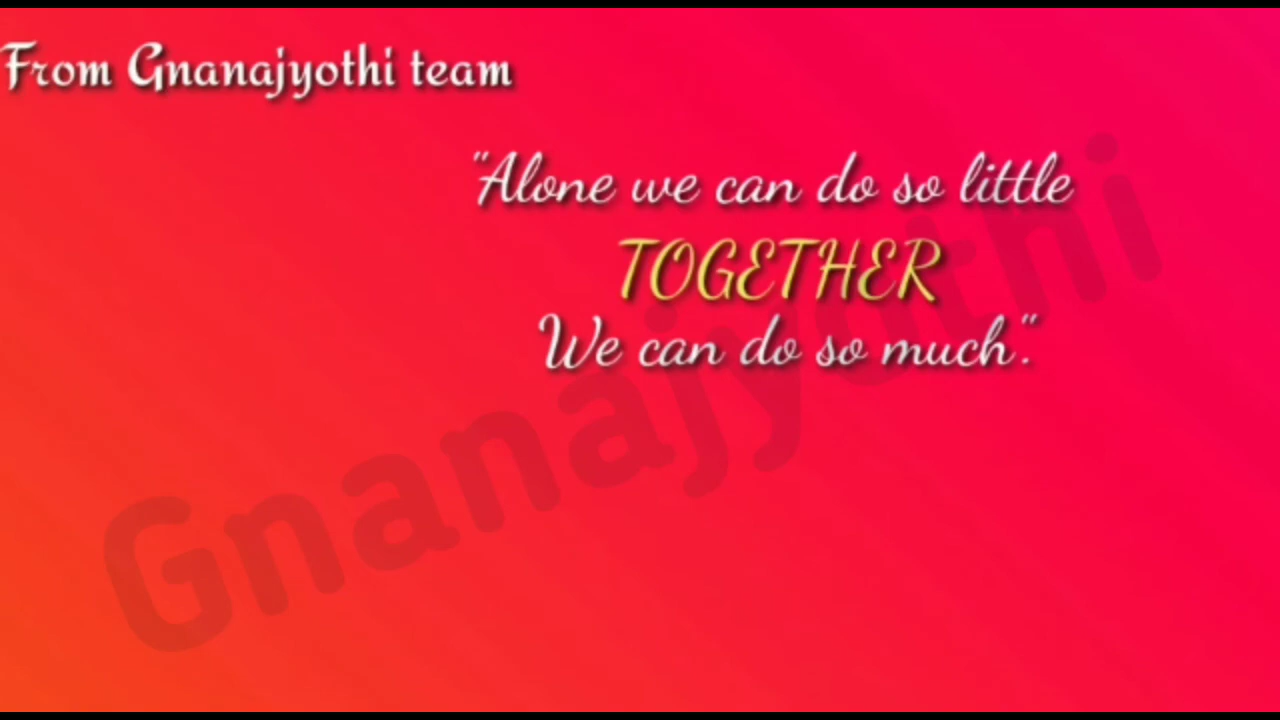 From Gnanajyothi team
"Alone we can do so little
TOGETHER
We can do so much".
Gnanajyothi